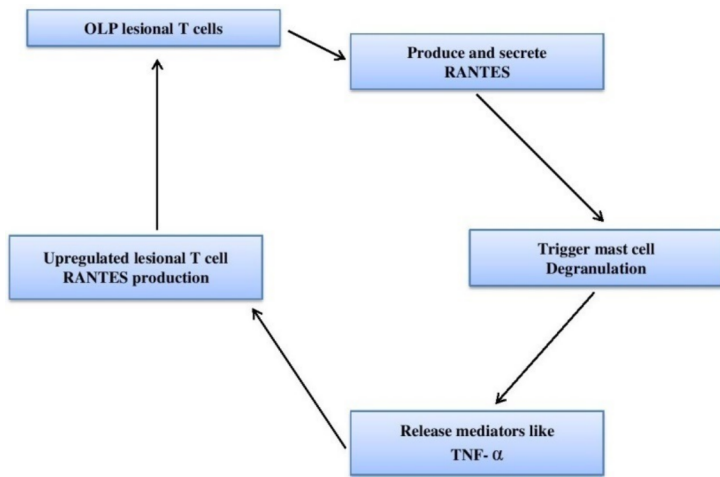 OLP lesional T cells
Produce and secrete
RANTES
Trigger mast cell
Degranulation
Release mediators like
TNF- α
Upregulated lesional T cell
RANTES production